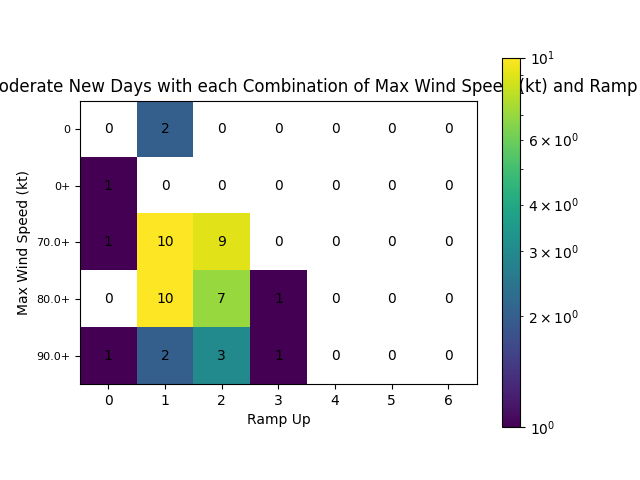 oderate New Days with each Combination of Max Wind Speed (kt) and Ramp
Max Wind Speed (kt)
0 0 2 0 0 0 0 0
0+ 1 0 0 0 0 0 0
70.0+ 1 10 9 0 0 0 0
80.0+ 0 10 7 1 0 0 0
90.0+ 1 2 3 1 0 0 0
0 1 2 3 4 5 6
Ramp Up
10¹
6 × 10⁰
4 × 10⁰
3 × 10⁰
2 × 10⁰
10⁰